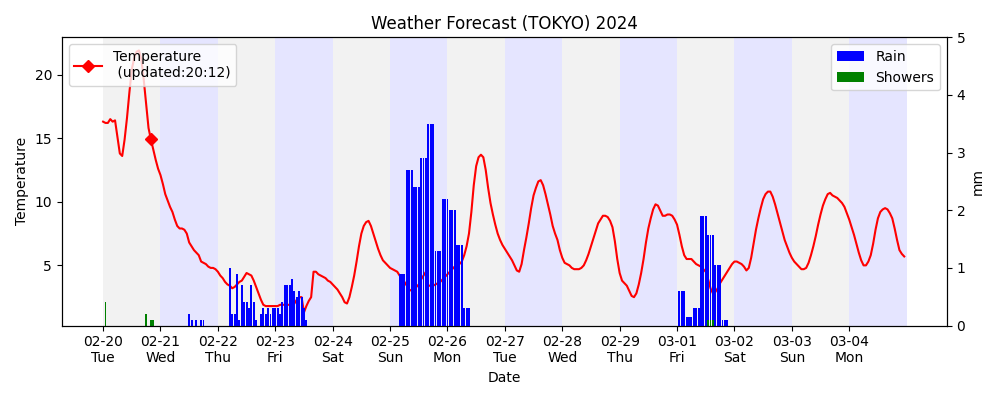 Weather Forecast (TOKYO) 2024
Temperature
(updated:20:12)
Rain
Showers
Temperature
20
15
10
5
5
4
3
2
1
0
mm
02-20 02-21 02-22 02-23 02-24 02-25 02-26 02-27 02-28 02-29 03-01 03-02 03-03 03-04
Tue Wed Thu Fri Sat Sun Mon Tue Wed Thu Fri Sat Sun Mon
Date